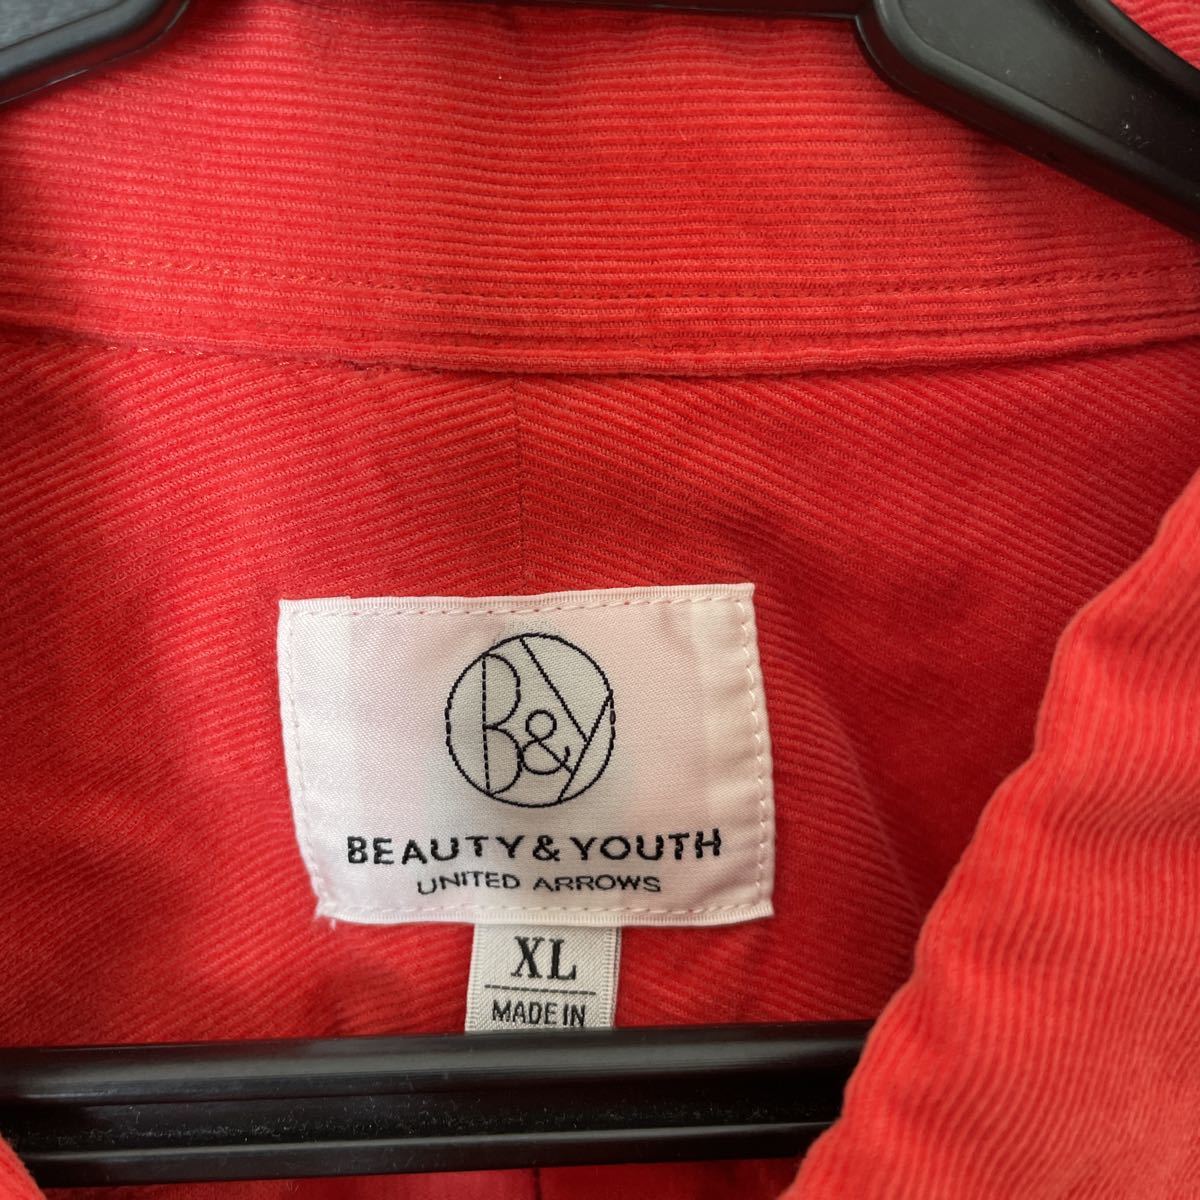 B&Y
BEAUTY & YOUTH
UNITED ARROWS
XL
MADE IN